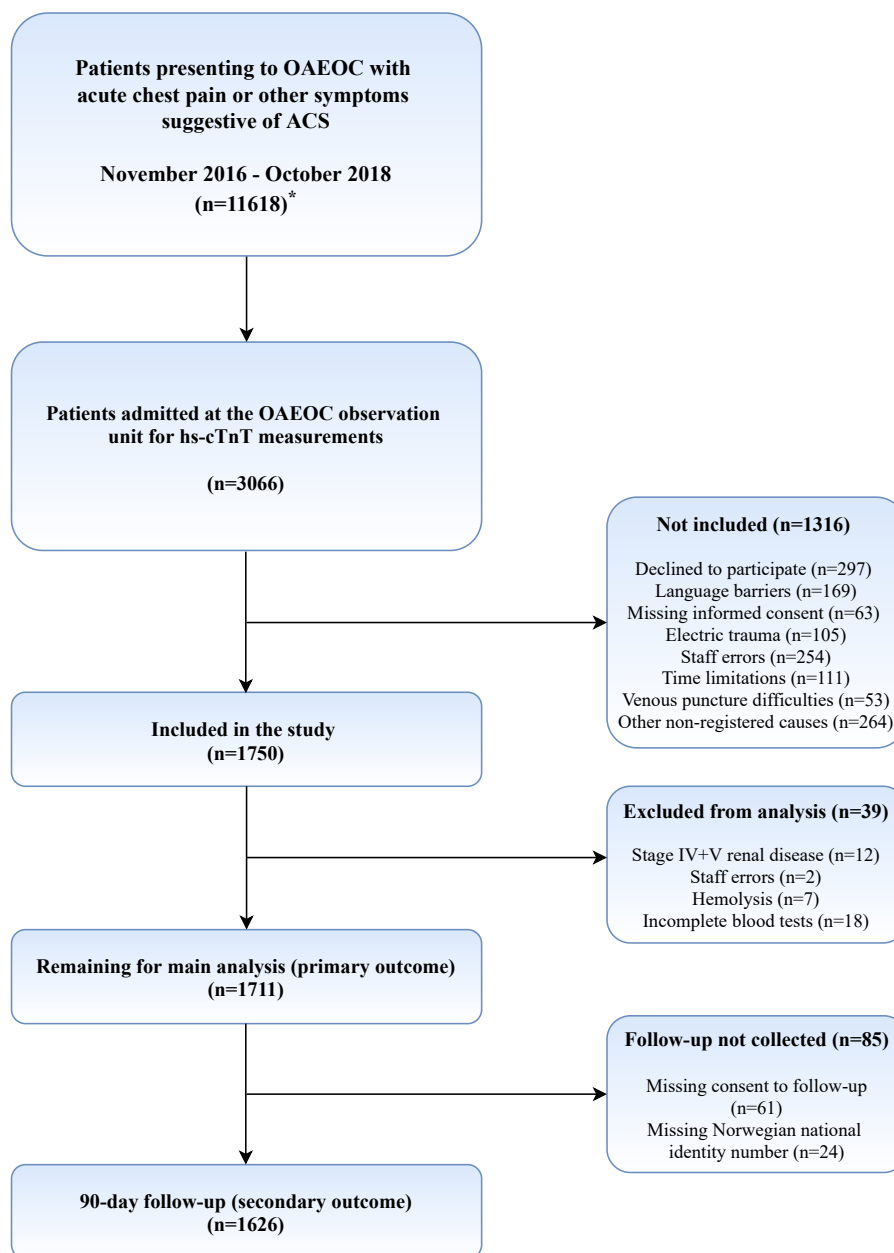 Patients presenting to OAEOC with
acute chest pain or other symptoms
suggestive of ACS
November 2016 - October 2018
(n=11618)*
Patients admitted at the OAEOC observation
unit for hs-cTnT measurements
(n=3066)
Not included (n=1316)
Declined to participate (n=297)
Language barriers (n=169)
Missing informed consent (n=63)
Electric trauma (n=105)
Staff errors (n=254)
Time limitations (n=111)
Venous puncture difficulties (n=53)
Other non-registered causes (n=264)
Included in the study
(n=1750)
Excluded from analysis (n=39)
Stage IV+V renal disease (n=12)
Staff errors (n=2)
Hemolysis (n=7)
Incomplete blood tests (n=18)
Remaining for main analysis (primary outcome)
(n=1711)
Follow-up not collected (n=85)
Missing consent to follow-up
(n=61)
Missing Norwegian national
identity number (n=24)
90-day follow-up (secondary outcome)
(n=1626)